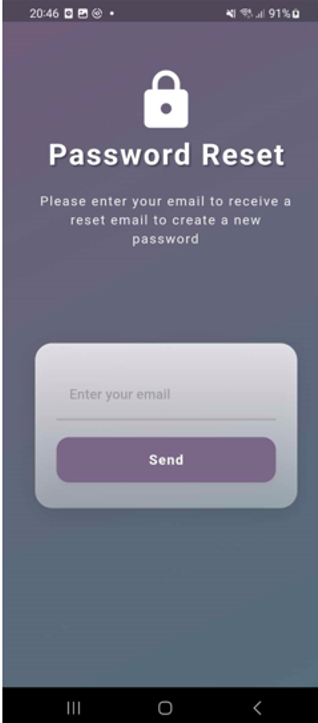 20:46
91%
Password Reset
Please enter your email to receive a
reset email to create a new
password
Enter your email
Send